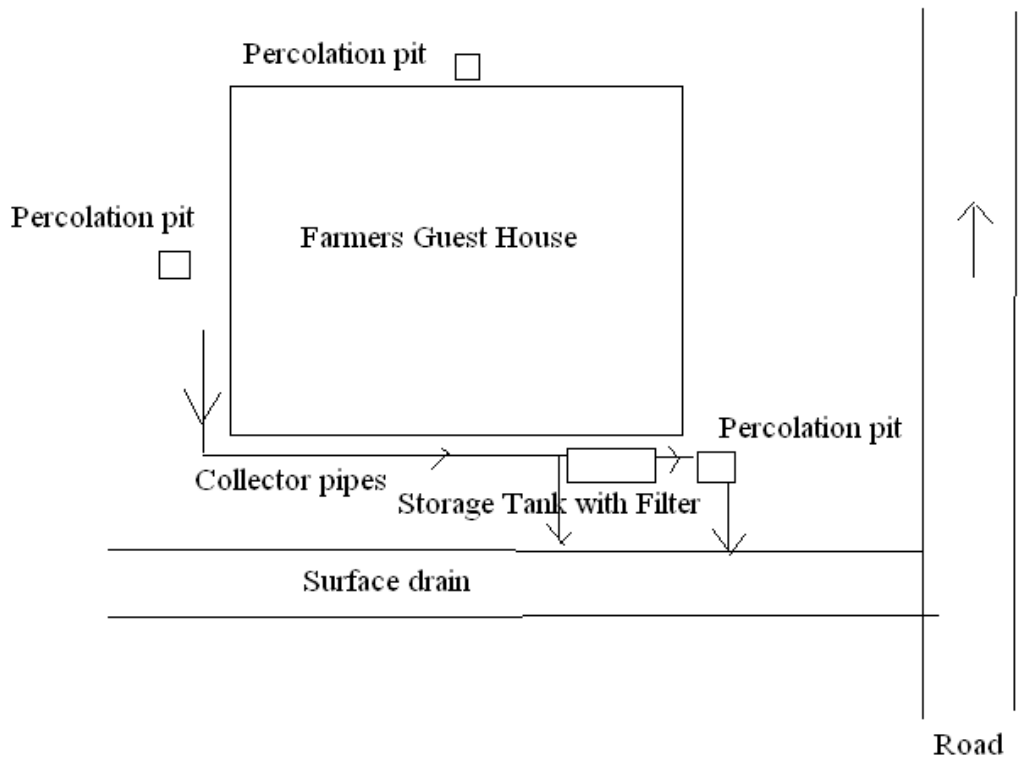 Percolation pit
Percolation pit
Farmers Guest House
Percolation pit
Collector pipes
Storage Tank with Filter
Surface drain
Road